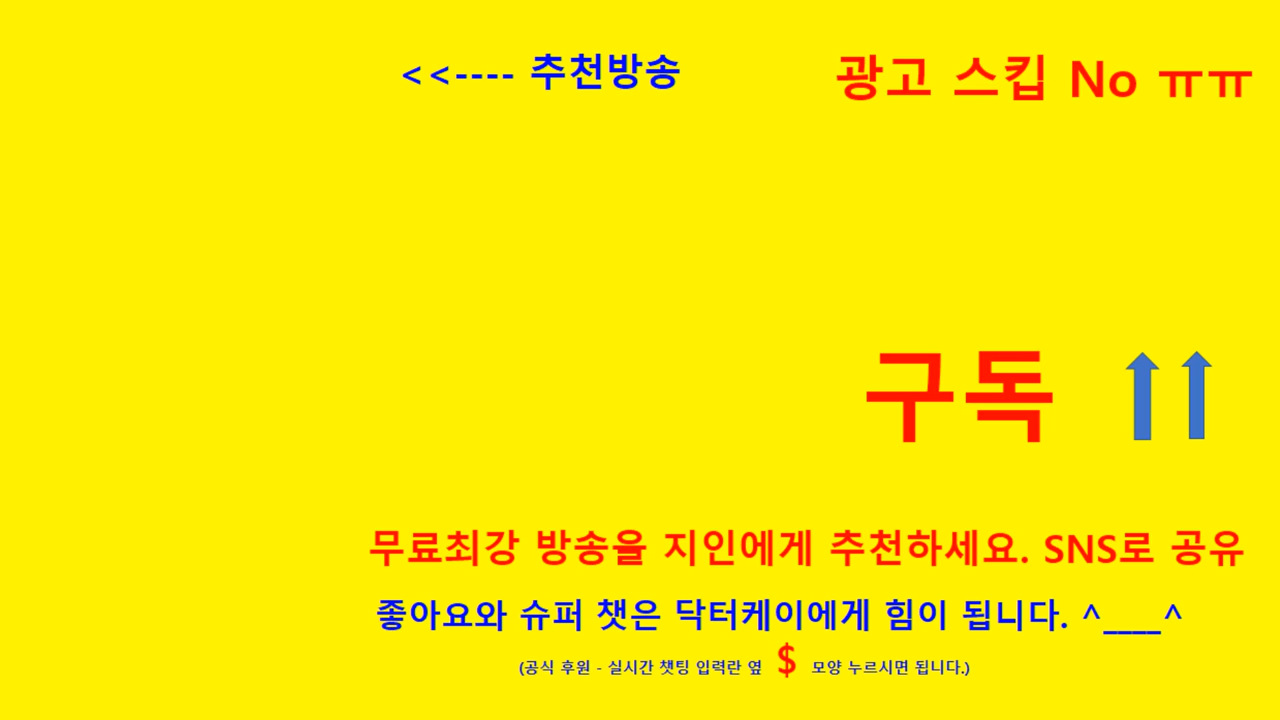 <<---- 추천방송
광고 스킵 No ㅠㅠ
구독
무료최강 방송을 지인에게 추천하세요. SNS로 공유
좋아요와 슈퍼 챗은 닥터케이에게 힘이 됩니다. ^____^
(공식 후원 - 실시간 챗팅 입력란 옆 $ 모양 누르시면 됩니다.)